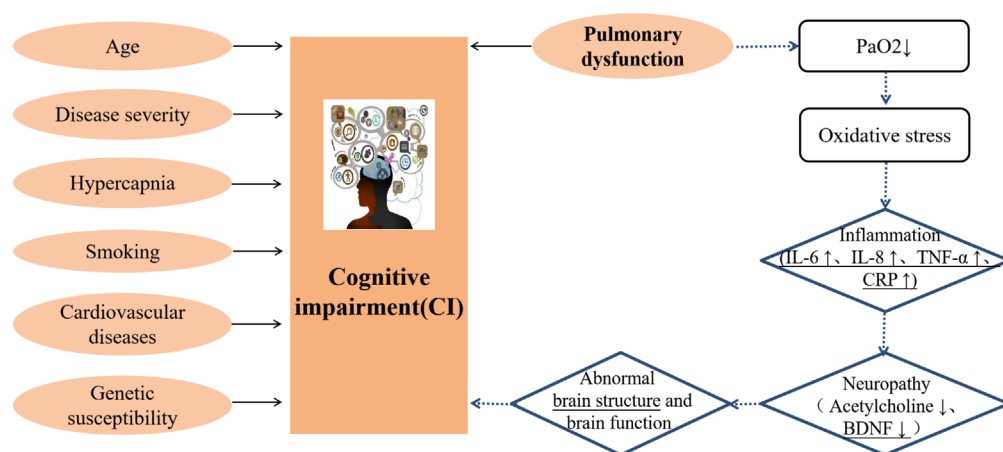 Age
Disease severity
Hypercapnia
Smoking
Cardiovascular
diseases
Genetic
susceptibility
Cognitive
impairment(CI)
Pulmonary
dysfunction
PaO2↓
Oxidative stress
Inflammation
(IL-6 ↑、IL-8 ↑、TNF-α ↑、
CRP ↑)
Neuropathy
（ Acetylcholine ↓、
BDNF ↓ ）
Abnormal
brain structure and
brain function